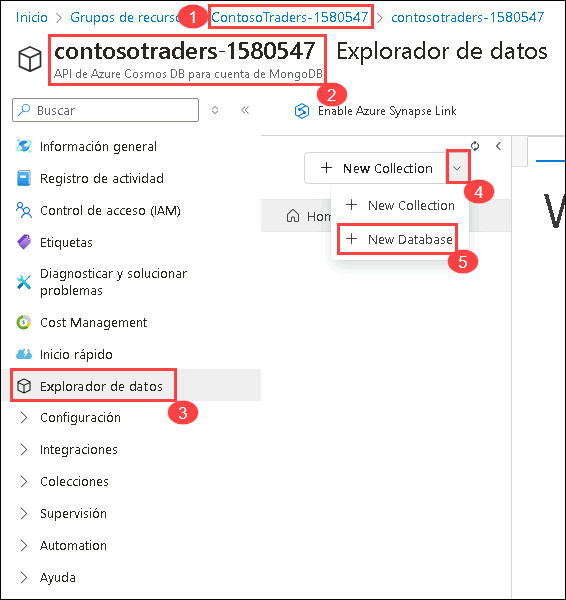 Inicio > Grupos de recurso 1 ContosoTraders-1580547 > contosotraders-1580547
contosotraders-1580547 | Explorador de datos
API de Azure Cosmos DB para cuenta de MongoDB
2
Buscar
Enable Azure Synapse Link
Información general
Registro de actividad
Control de acceso (IAM)
Etiquetas
Diagnosticar y solucionar
problemas
Cost Management
Inicio rápido
Explorador de datos
3
Configuración
Integraciones
Colecciones
Supervisión
Automation
Ayuda
+ New Collection
4
+ New Collection
Hom
+ New Database
5